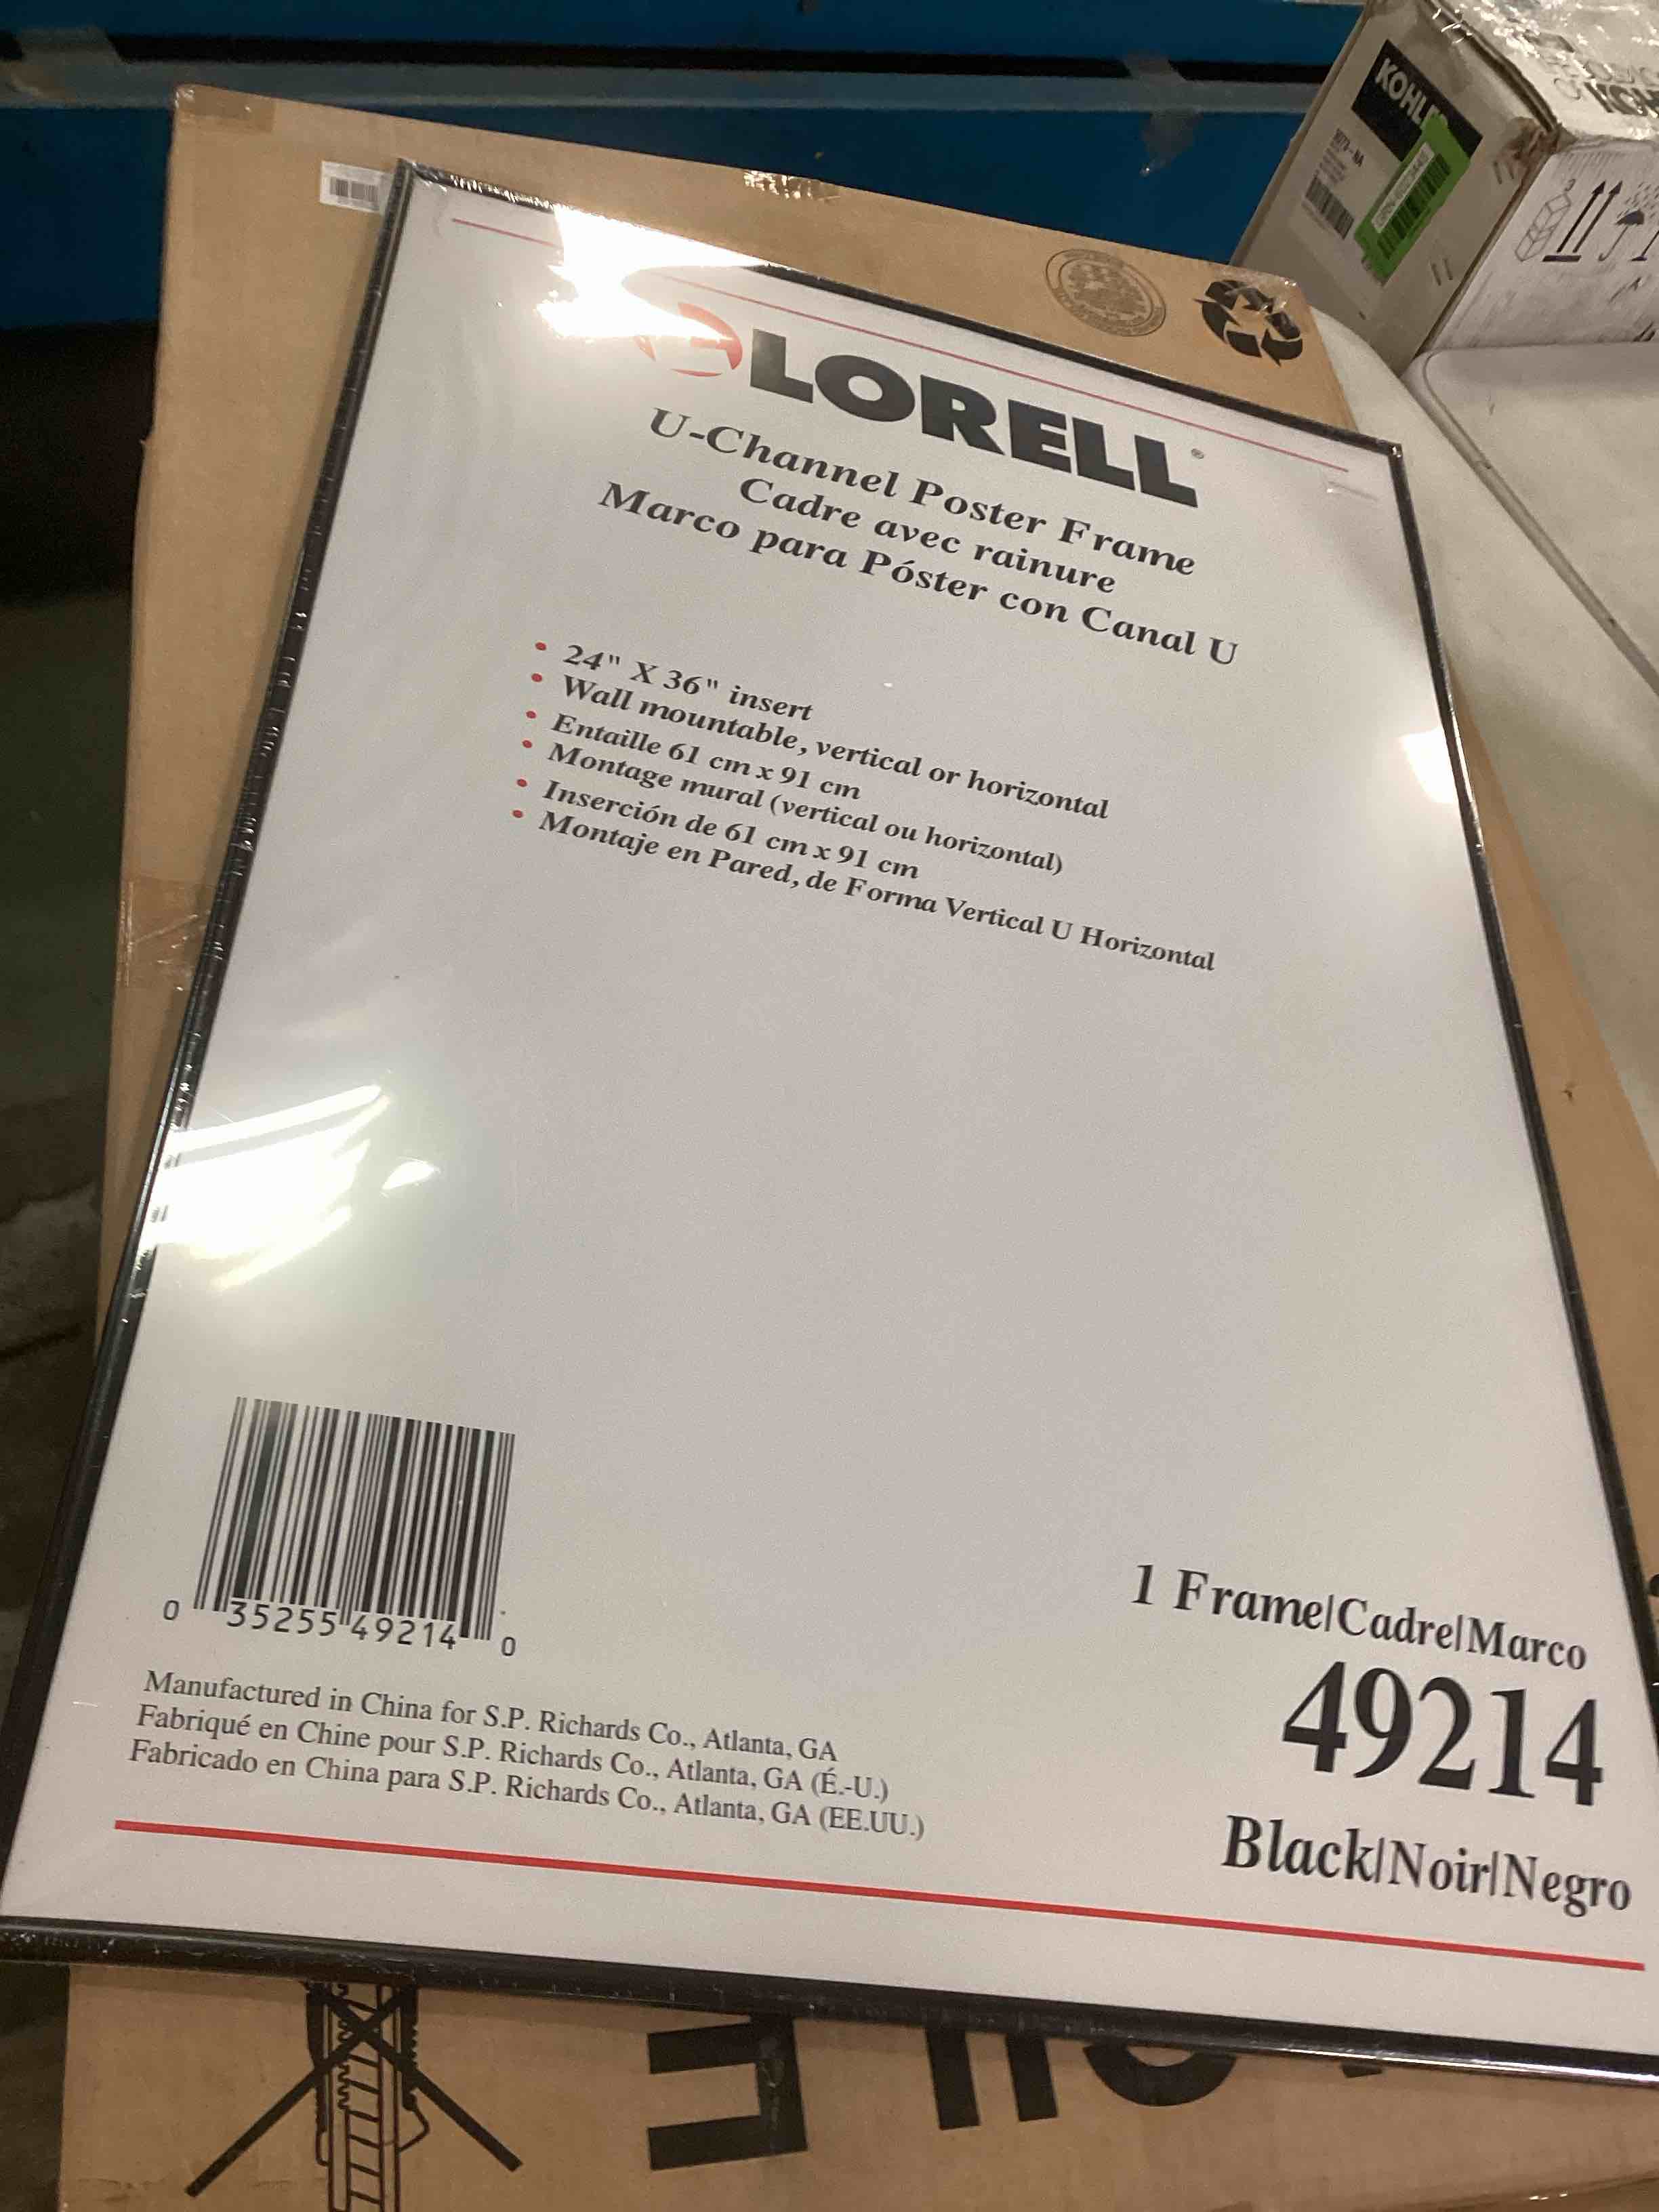 LORELL®
U-Channel Poster Frame
Cadre avec rainure
Marco para Póster con Canal U
• 24" X 36" insert
• Wall mountable, vertical or horizontal
• Entaille 61 cm x 91 cm
• Montage mural (vertical ou horizontal)
• Inserción de 61 cm x 91 cm
• Montaje en Pared, de Forma Vertical U Horizontal
0 35255 49214 0
Manufactured in China for S.P. Richards Co., Atlanta, GA
Fabriqué en Chine pour S.P. Richards Co., Atlanta, GA (É.-U.)
Fabricado en China para S.P. Richards Co., Atlanta, GA (EE.UU.)
1 Frame|Cadre|Marco
49214
Black|Noir|Negro
KOHL